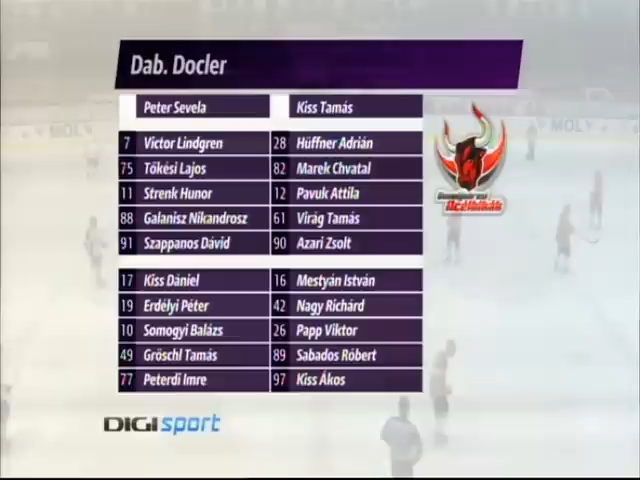 Dab. Docler
Peter Sevela Kiss Tamás
7 Victor Lindgren 28 Hüffner Adrián
75 Tőkési Lajos 82 Marek Chvatal
11 Strenk Hunor 12 Pavuk Attila
88 Galanisz Nikandrosz 61 Virág Tamás
91 Szappanos Dávid 90 Azari Zsolt
17 Kiss Dániel 16 Mestyán István
19 Erdélyi Péter 42 Nagy Richárd
10 Somogyi Balázs 26 Papp Viktor
49 Gröschl Tamás 89 Sabados Róbert
77 Peterdi Imre 97 Kiss Ákos
Acélbikák
MOLY
MOLY
DIGI sport